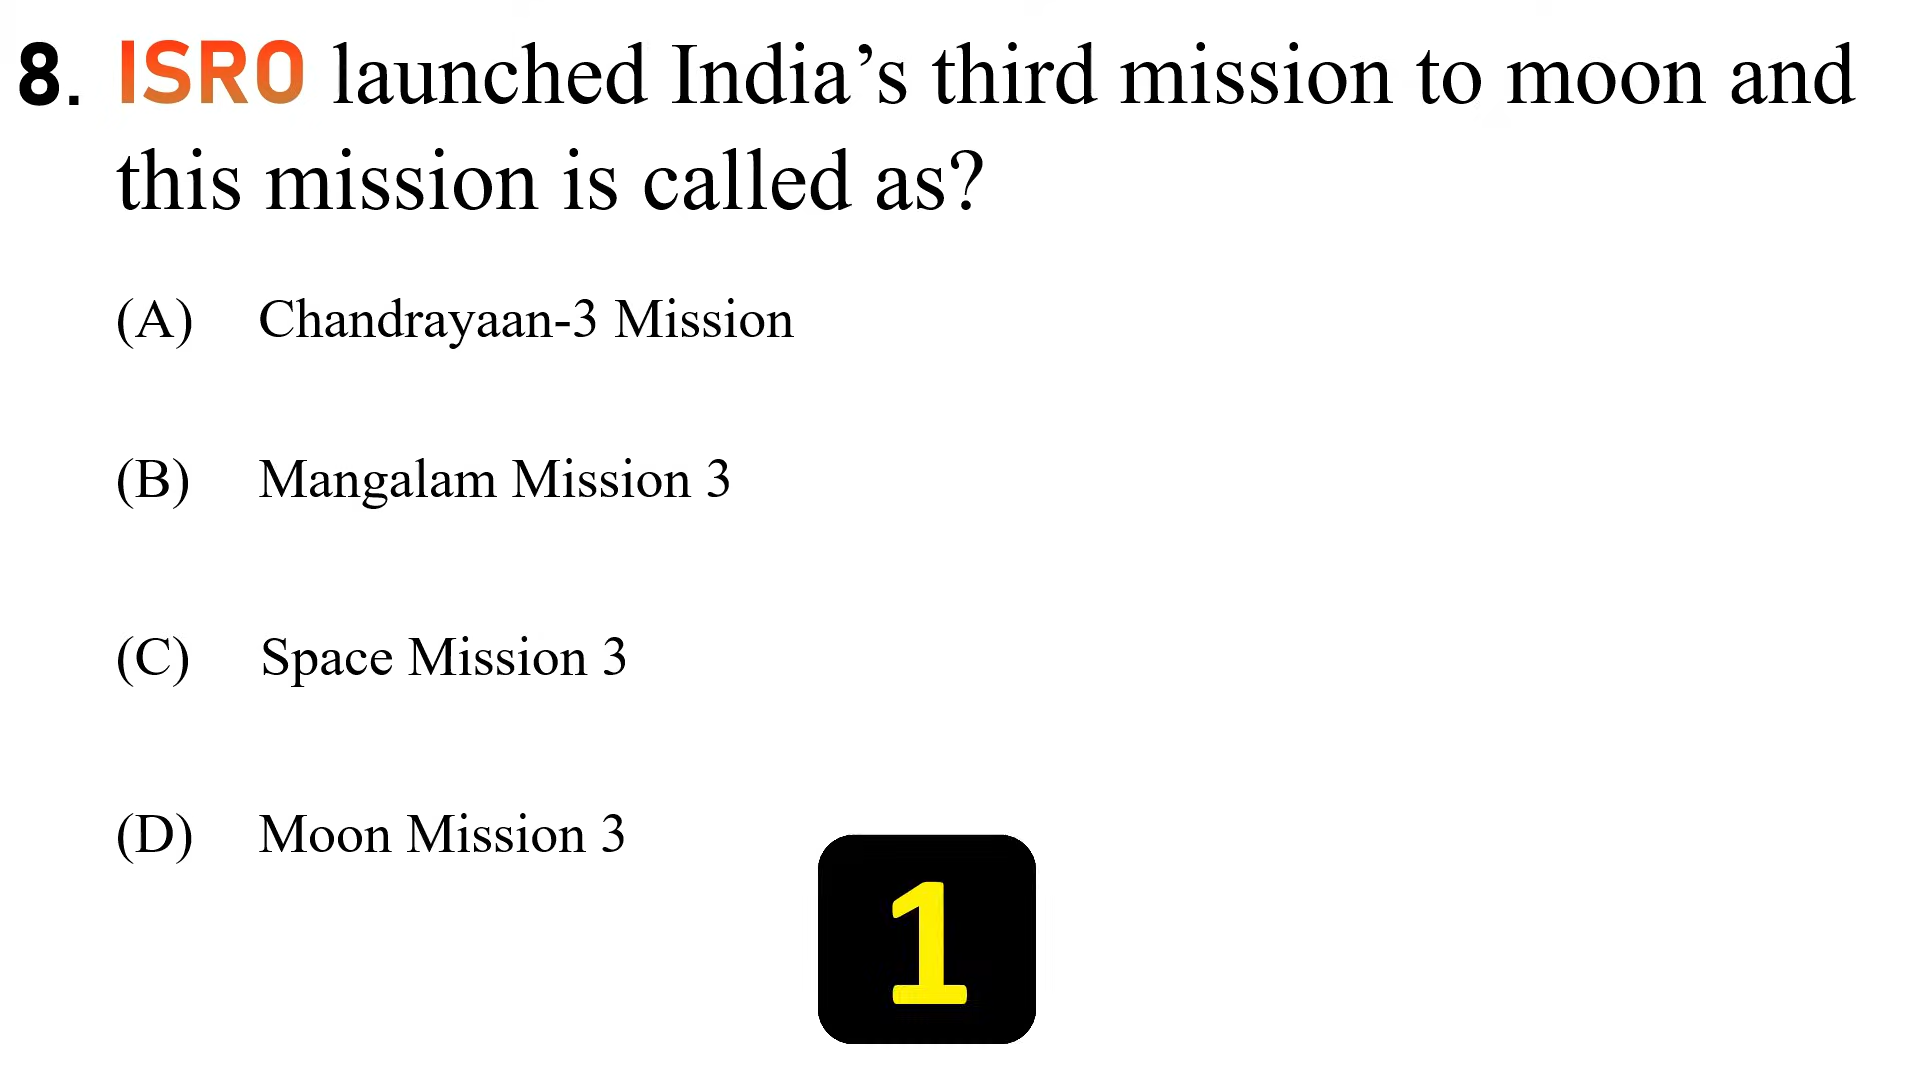 8. ISRO launched India’s third mission to moon and
this mission is called as?
(A) Chandrayaan-3 Mission
(B) Mangalam Mission 3
(C) Space Mission 3
(D) Moon Mission 3
1